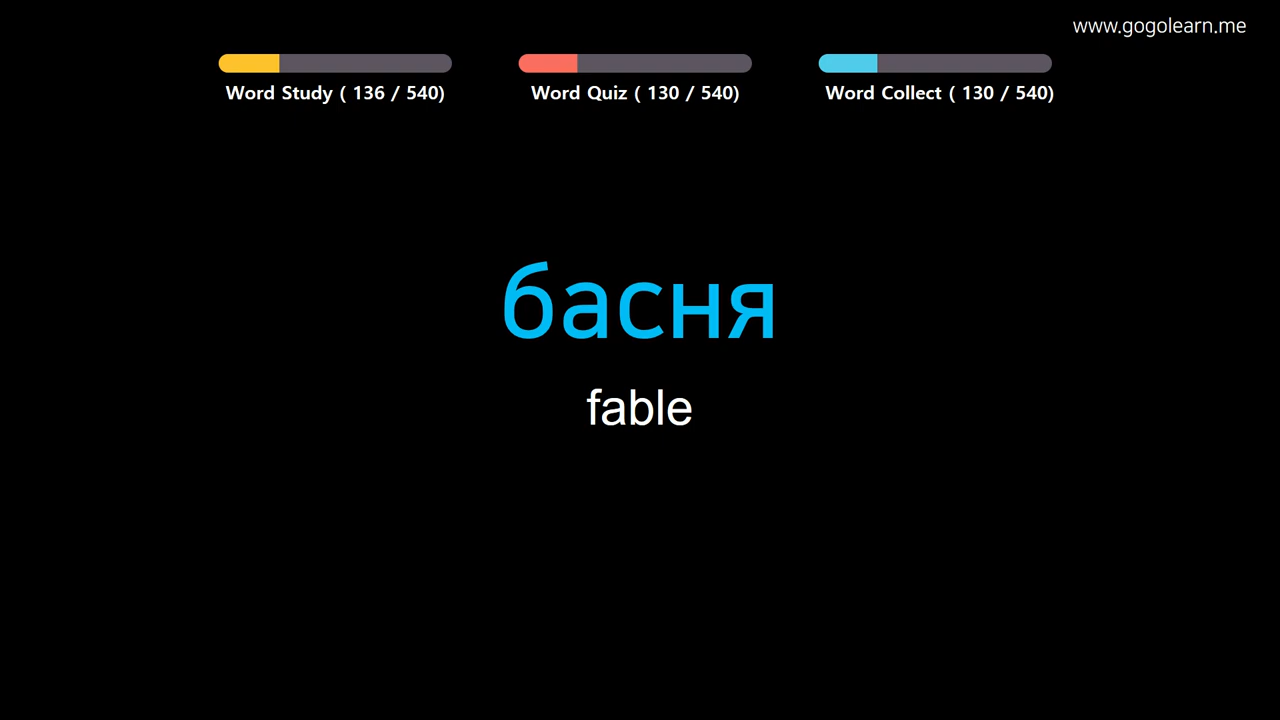 www.gogolearn.me
Word Study ( 136 / 540)
Word Quiz ( 130 / 540)
Word Collect ( 130 / 540)
басня
fable